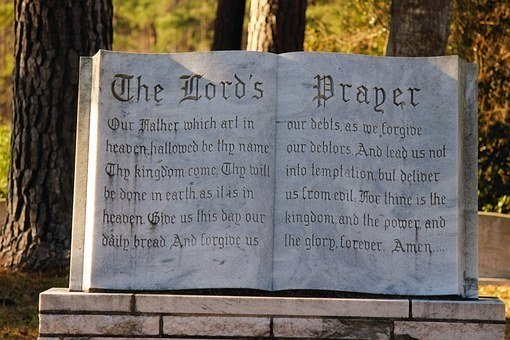 The Lord's
Our Father which art in
heaven, hallowed be thy name
Thy kingdom come, Thy will
be done in earth, as it is in
heaven. Give us this day our
daily bread And forgive us
Prayer
our debts, as we forgive
our debtors. And lead us not
into temptation, but deliver
us from evil: For thine is the
kingdom, and the power, and
the glory, forever. Amen....